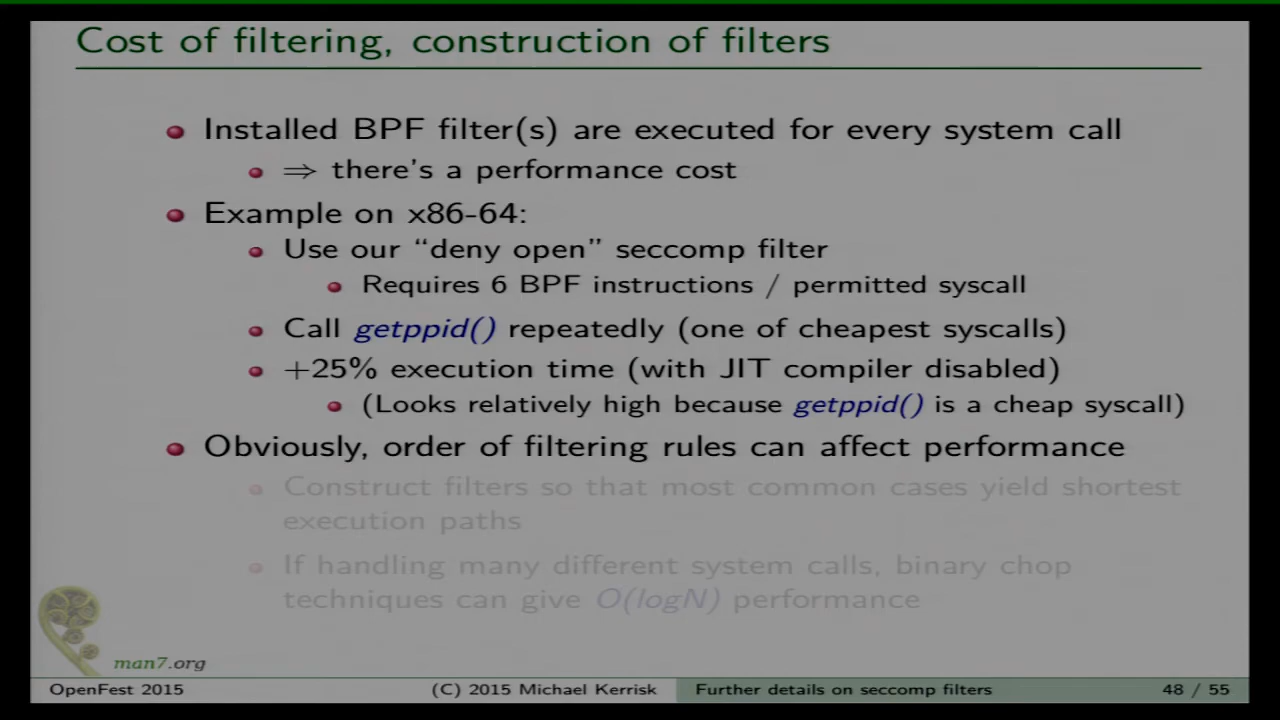 Cost of filtering, construction of filters
Installed BPF filter(s) are executed for every system call
⇒ there's a performance cost
Example on x86-64:
Use our “deny open” seccomp filter
Requires 6 BPF instructions / permitted syscall
Call getppid() repeatedly (one of cheapest syscalls)
+25% execution time (with JIT compiler disabled)
(Looks relatively high because getppid() is a cheap syscall)
Obviously, order of filtering rules can affect performance
Construct filters so that most common cases yield shortest
execution paths
If handling many different system calls, binary chop
techniques can give O(logN) performance
man7.org
OpenFest 2015 (C) 2015 Michael Kerrisk Further details on seccomp filters 48 / 55